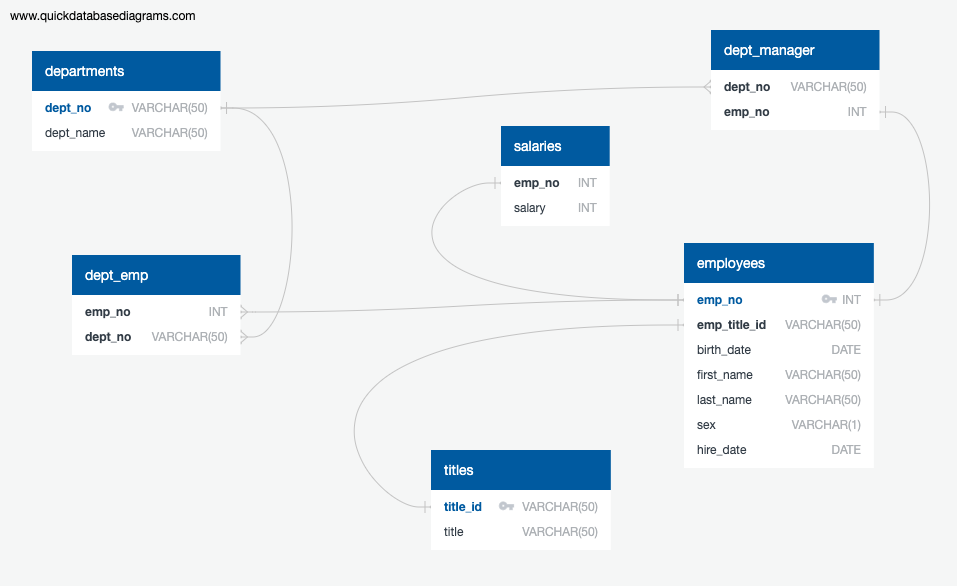 www.quickdatabasediagrams.com
departments
dept_no VARCHAR(50)
dept_name VARCHAR(50)
dept_manager
dept_no VARCHAR(50)
emp_no INT
salaries
emp_no INT
salary INT
dept_emp
emp_no INT
dept_no VARCHAR(50)
employees
emp_no INT
emp_title_id VARCHAR(50)
birth_date DATE
first_name VARCHAR(50)
last_name VARCHAR(50)
sex VARCHAR(1)
hire_date DATE
titles
title_id VARCHAR(50)
title VARCHAR(50)